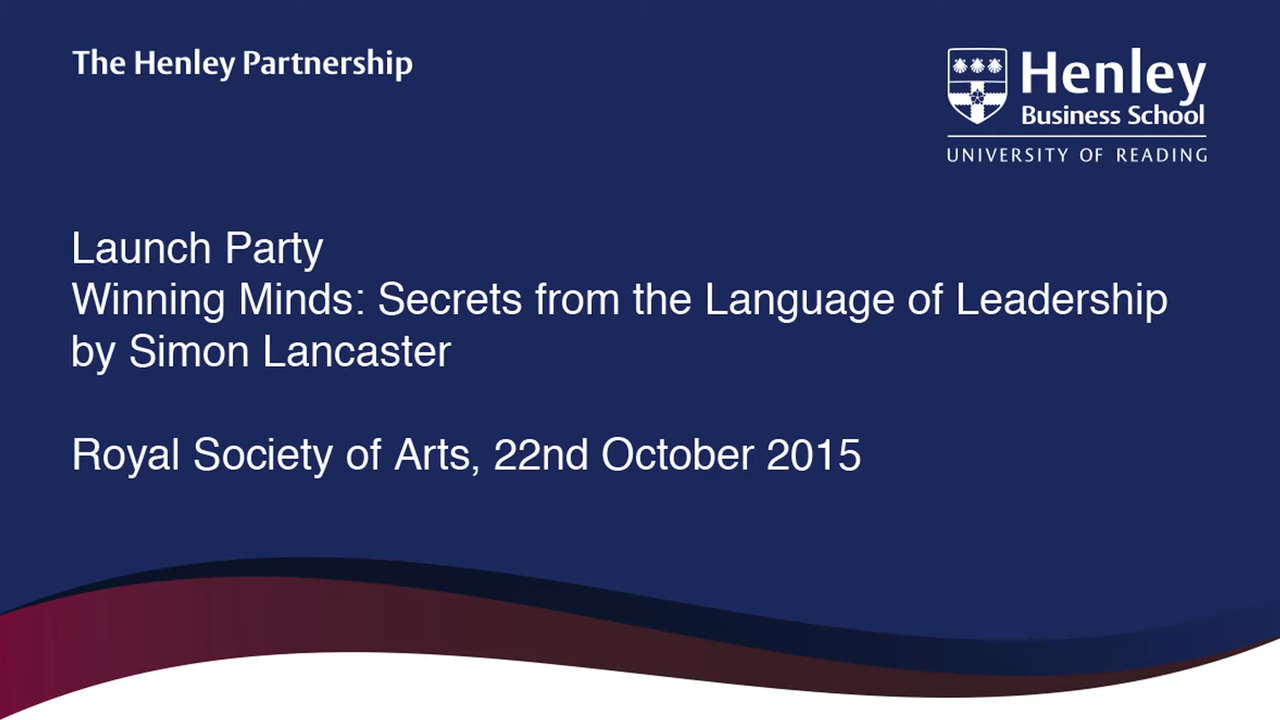 The Henley Partnership
Henley
Business School
UNIVERSITY OF READING
Launch Party
Winning Minds: Secrets from the Language of Leadership
by Simon Lancaster
Royal Society of Arts, 22nd October 2015